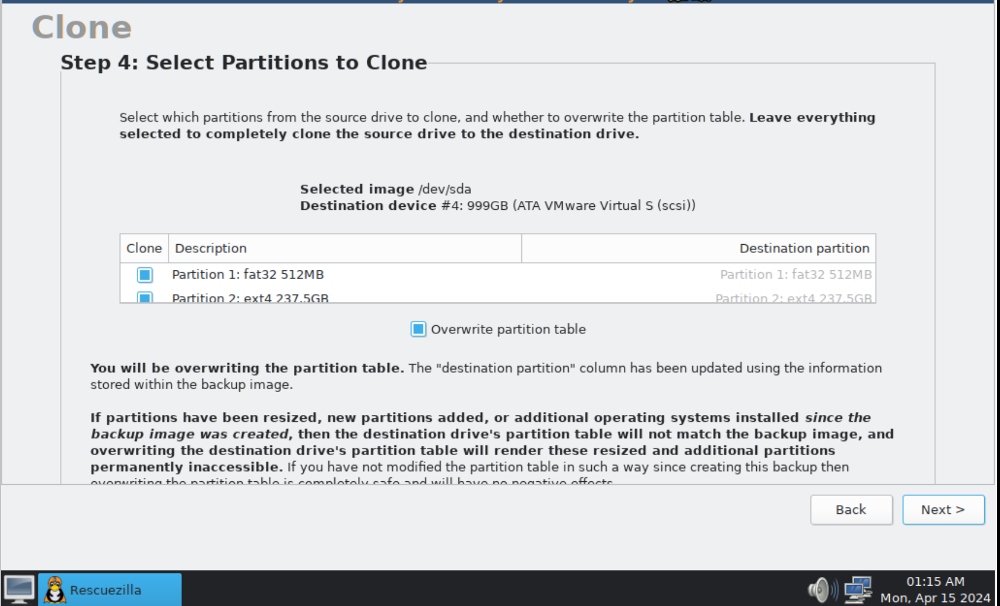 Clone
Step 4: Select Partitions to Clone
Select which partitions from the source drive to clone, and whether to overwrite the partition table. Leave everything
selected to completely clone the source drive to the destination drive.
Selected image /dev/sda
Destination device #4: 999GB (ATA VMware Virtual S (scsi))
Clone Description Destination partition
Partition 1: fat32 512MB Partition 1: fat32 512MB
Partition 2: ext4 237.5GB Partition 2: ext4 237.5GB
Overwrite partition table
You will be overwriting the partition table. The "destination partition" column has been updated using the information
stored within the backup image.
If partitions have been resized, new partitions added, or additional operating systems installed since the
backup image was created, then the destination drive's partition table will not match the backup image, and
overwriting the destination drive's partition table will render these resized and additional partitions
permanently inaccessible. If you have not modified the partition table in such a way since creating this backup then
overwriting the partition table is completely safe and will have no negative effects.
Back Next >
Rescuezilla
01:15 AM
Mon, Apr 15 2024